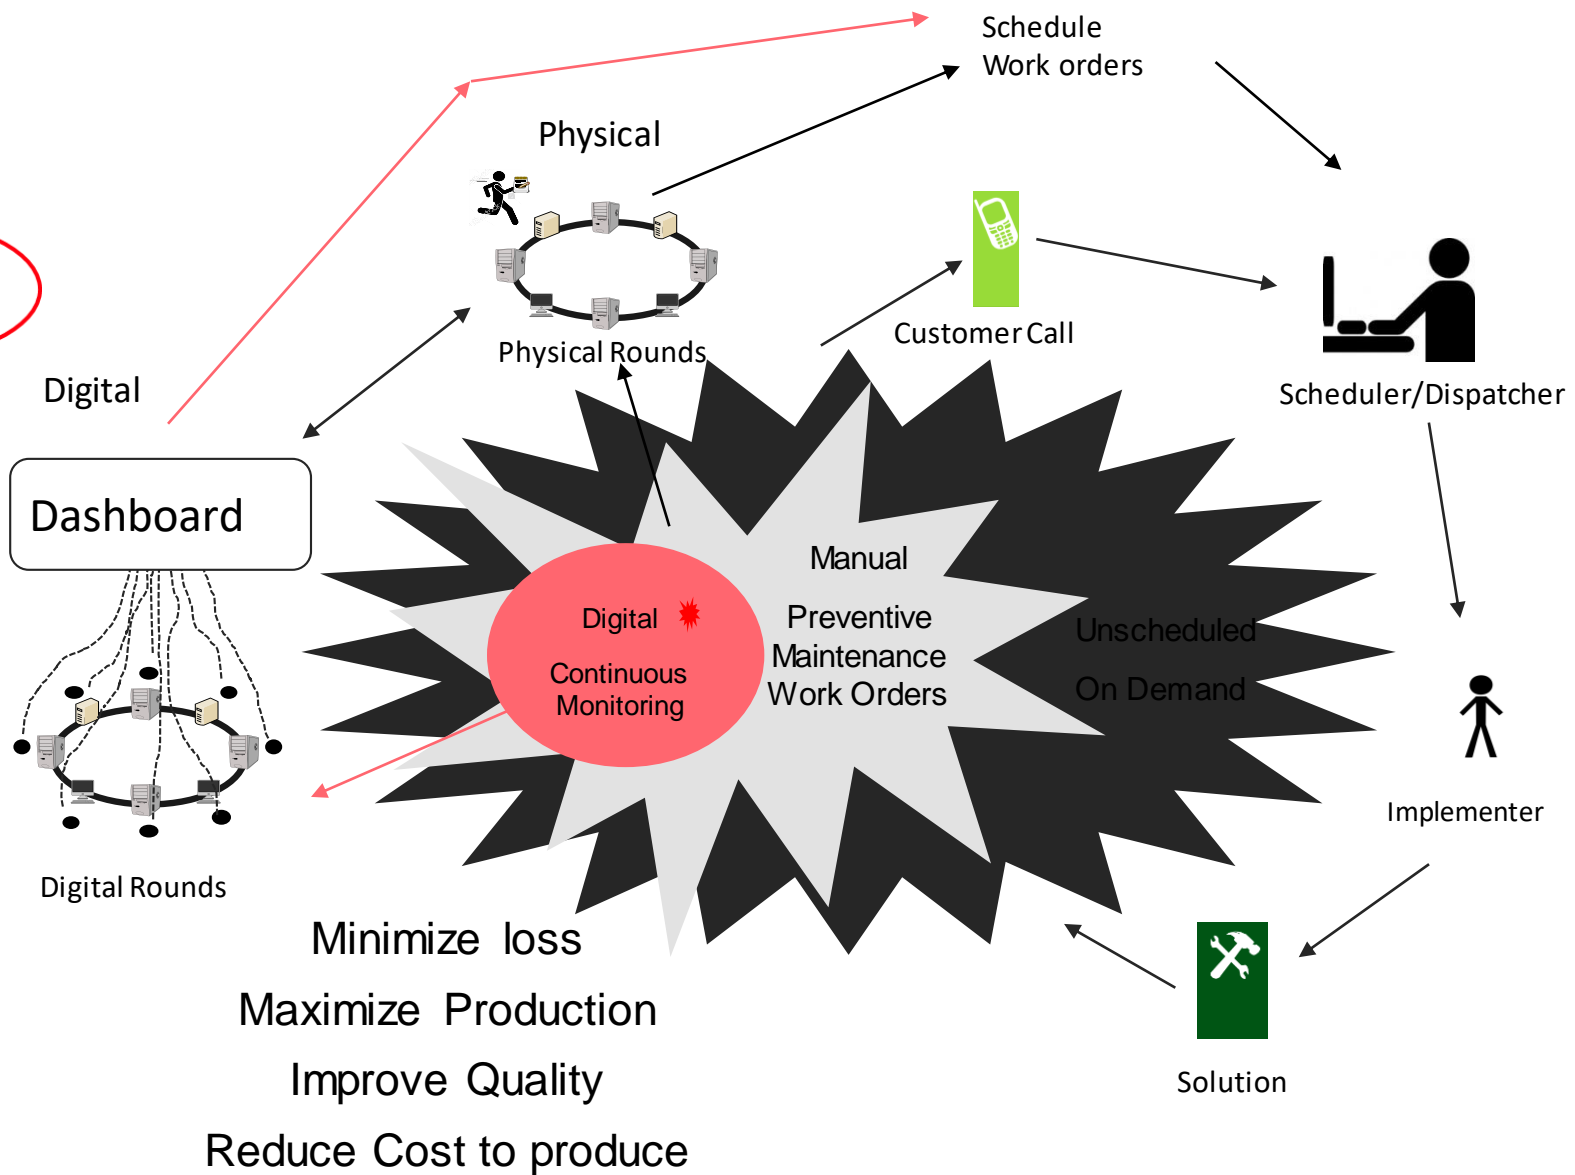 Schedule
Work orders
Physical
Physical Rounds
Customer Call
Scheduler/Dispatcher
Digital
Dashboard
Digital Rounds
Digital
Continuous
Monitoring
Manual
Preventive
Maintenance
Work Orders
Unscheduled
On Demand
Implementer
Solution
Minimize loss
Maximize Production
Improve Quality
Reduce Cost to produce